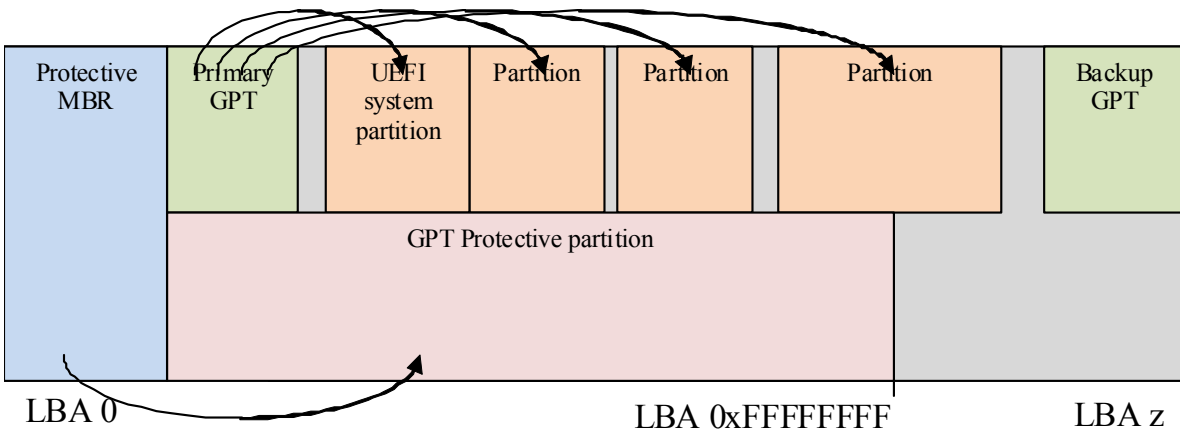 Protective
MBR
Primary
GPT
UEFI
system
partition
Partition
Partition
Partition
Backup
GPT
GPT Protective partition
LBA 0
LBA 0xFFFFFFFF
LBA z